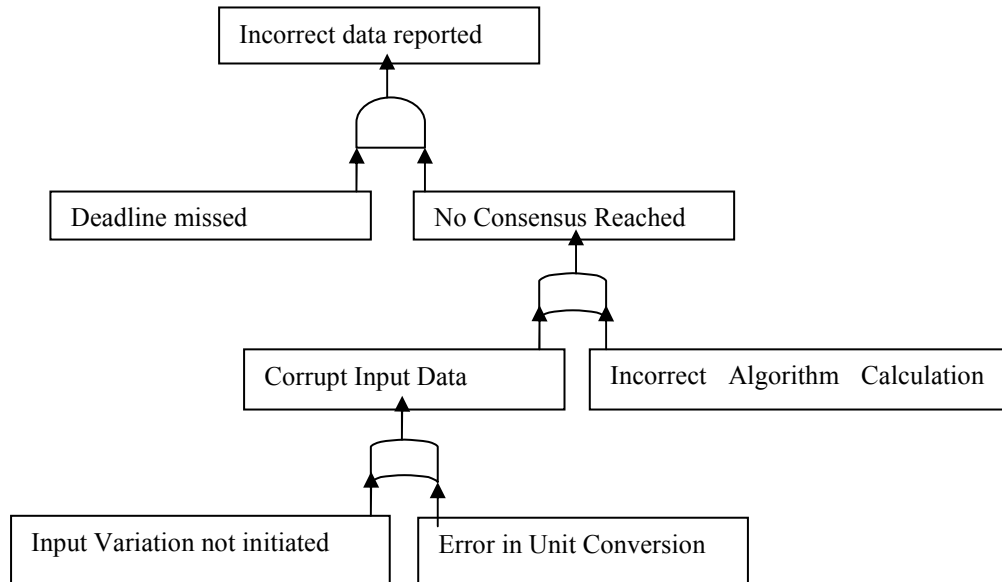 Incorrect data reported
Deadline missed
No Consensus Reached
Corrupt Input Data
Incorrect Algorithm Calculation
Input Variation not initiated
Error in Unit Conversion